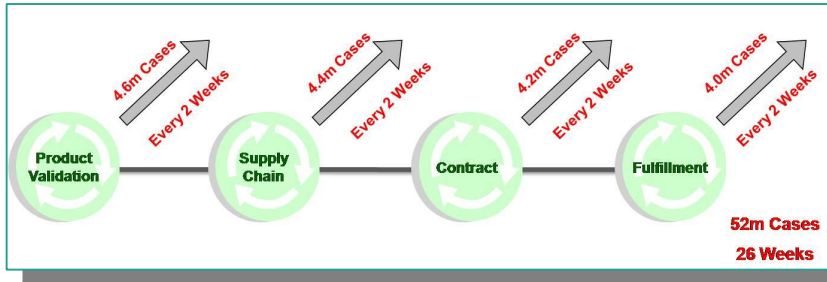 4.6m Cases
Every 2 Weeks
4.4m Cases
Every 2 Weeks
4.2m Cases
Every 2 Weeks
4.0m Cases
Every 2 Weeks
Product
Validation
Supply
Chain
Contract
Fulfillment
52m Cases
26 Weeks